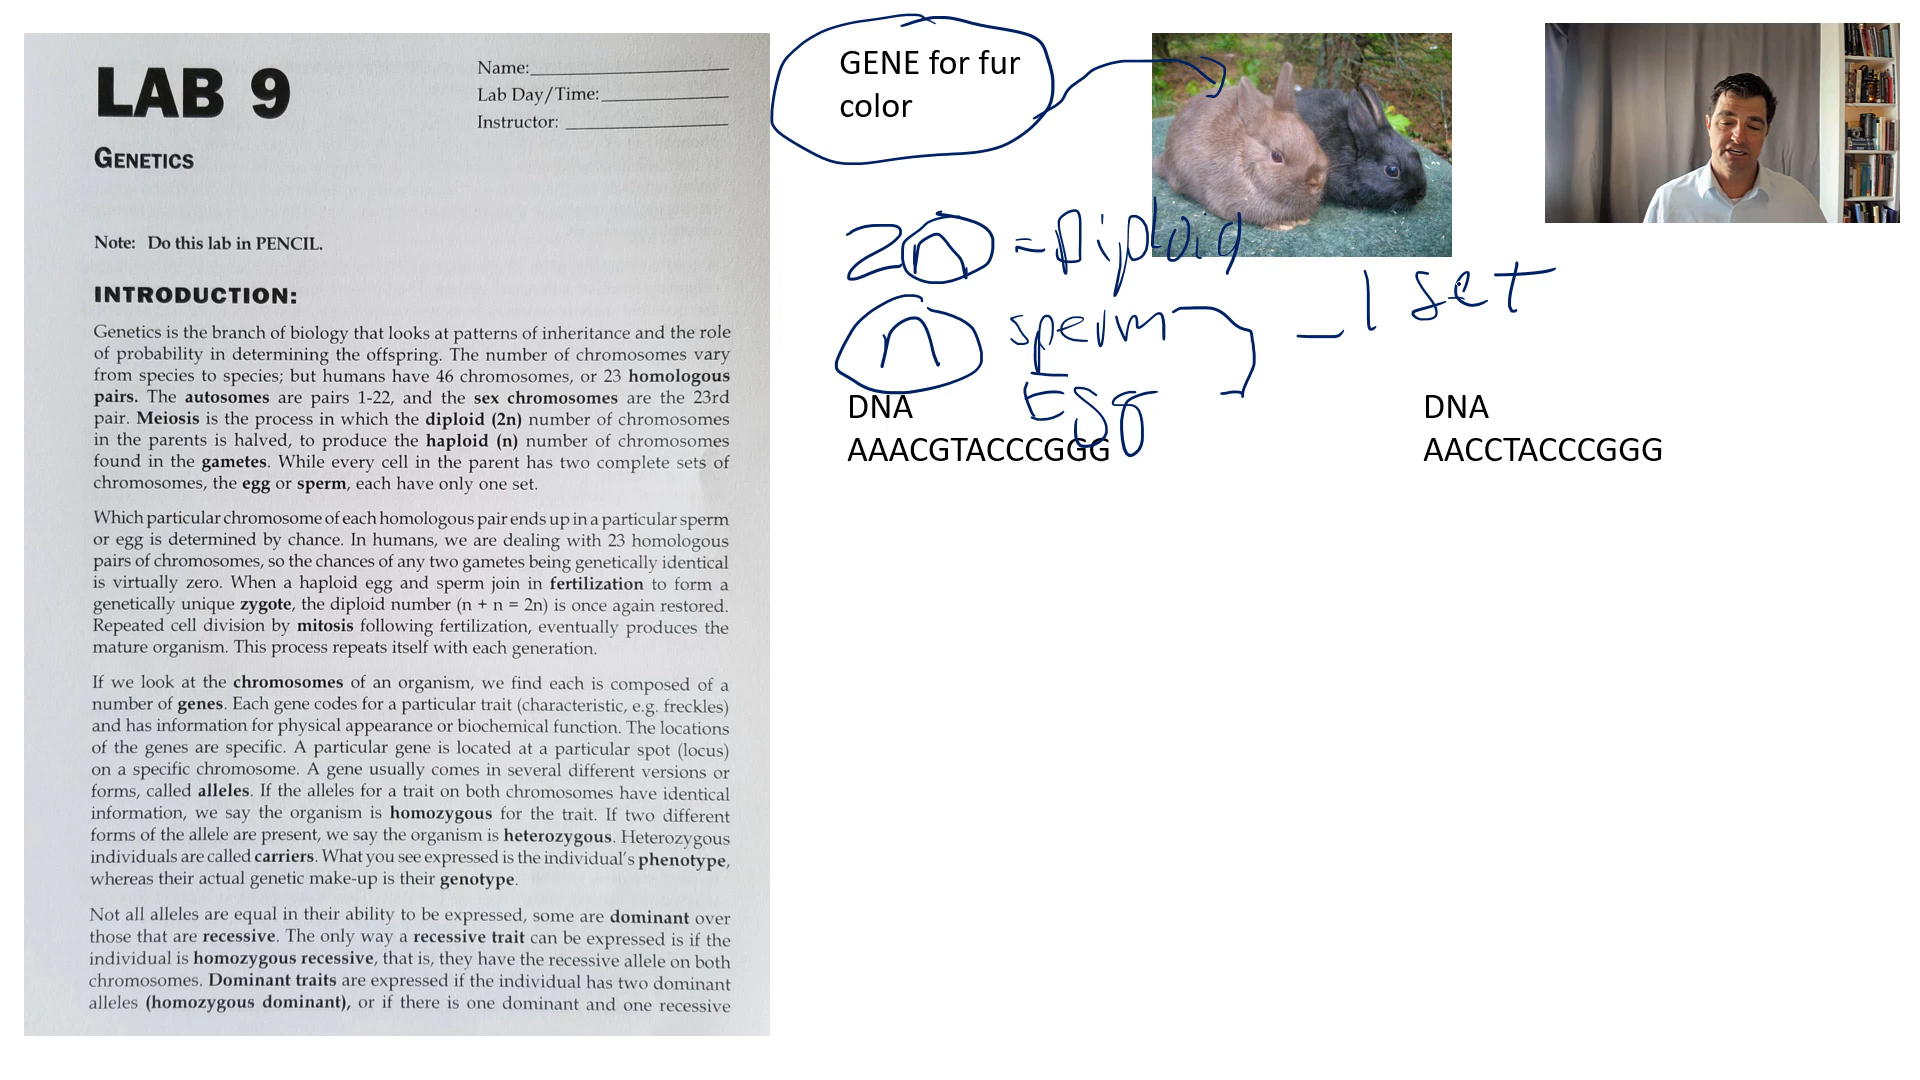 LAB 9
Name:
Lab Day/Time:
Instructor:
GENETICS
Note: Do this lab in PENCIL.
INTRODUCTION:
Genetics is the branch of biology that looks at patterns of inheritance and the role
of probability in determining the offspring. The number of chromosomes vary
from species to species; but humans have 46 chromosomes, or 23 homologous
pairs. The autosomes are pairs 1-22, and the sex chromosomes are the 23rd
pair. Meiosis is the process in which the diploid (2n) number of chromosomes
in the parents is halved, to produce the haploid (n) number of chromosomes
found in the gametes. While every cell in the parent has two complete sets of
chromosomes, the egg or sperm, each have only one set.
Which particular chromosome of each homologous pair ends up in a particular sperm
or egg is determined by chance. In humans, we are dealing with 23 homologous
pairs of chromosomes, so the chances of any two gametes being genetically identical
is virtually zero. When a haploid egg and sperm join in fertilization to form a
genetically unique zygote, the diploid number (n + n = 2n) is once again restored.
Repeated cell division by mitosis following fertilization, eventually produces the
mature organism. This process repeats itself with each generation.
If we look at the chromosomes of an organism, we find each is composed of a
number of genes. Each gene codes for a particular trait (characteristic, e.g. freckles)
and has information for physical appearance or biochemical function. The locations
of the genes are specific. A particular gene is located at a particular spot (locus)
on a specific chromosome. A gene usually comes in several different versions or
forms, called alleles. If the alleles for a trait on both chromosomes have identical
information, we say the organism is homozygous for the trait. If two different
forms of the allele are present, we say the organism is heterozygous. Heterozygous
individuals are called carriers. What you see expressed is the individual's phenotype,
whereas their actual genetic make-up is their genotype.
Not all alleles are equal in their ability to be expressed, some are dominant over
those that are recessive. The only way a recessive trait can be expressed is if the
individual is homozygous recessive, that is, they have the recessive allele on both
chromosomes. Dominant traits are expressed if the individual has two dominant
alleles (homozygous dominant), or if there is one dominant and one recessive
GENE for fur
color
2n = Diploid
n sperm - 1 set
Egg
DNA
AAACGTACCCGGG
DNA
AACCTACCCGGG